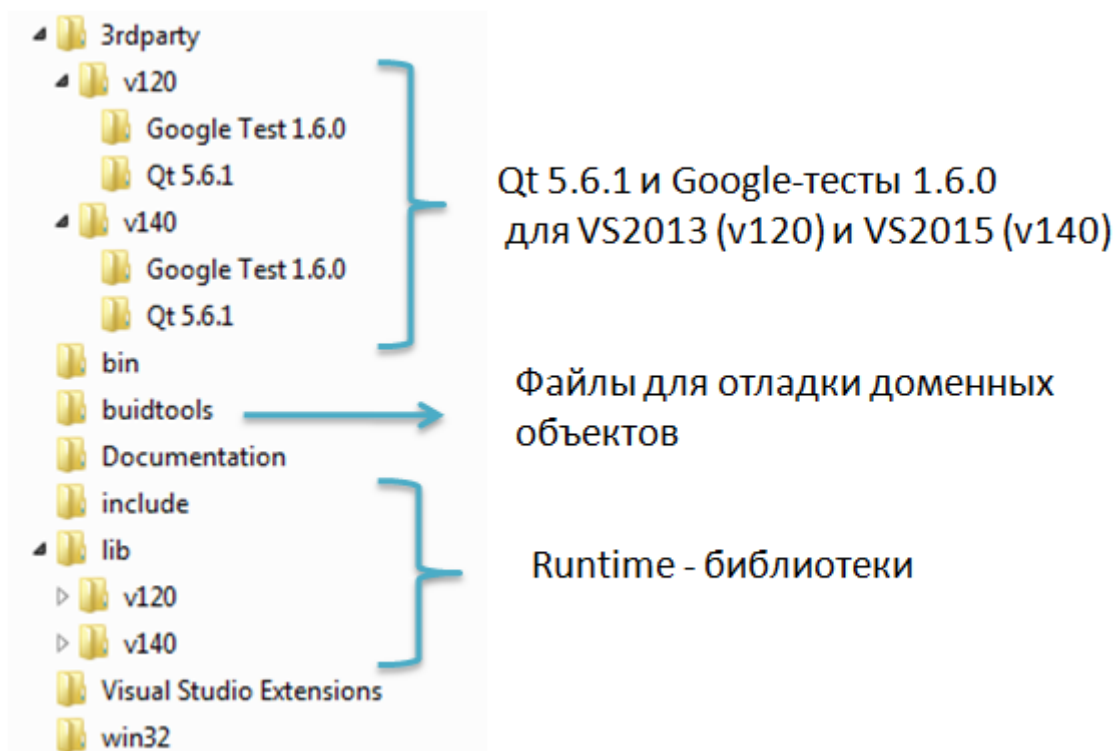 3rdparty
v120
Google Test 1.6.0
Qt 5.6.1
v140
Google Test 1.6.0
Qt 5.6.1
bin
buidtools
Documentation
include
lib
v120
v140
Visual Studio Extensions
win32
Qt 5.6.1 и Google-тесты 1.6.0
для VS2013 (v120) и VS2015 (v140)
Файлы для отладки доменных
объектов
Runtime - библиотеки